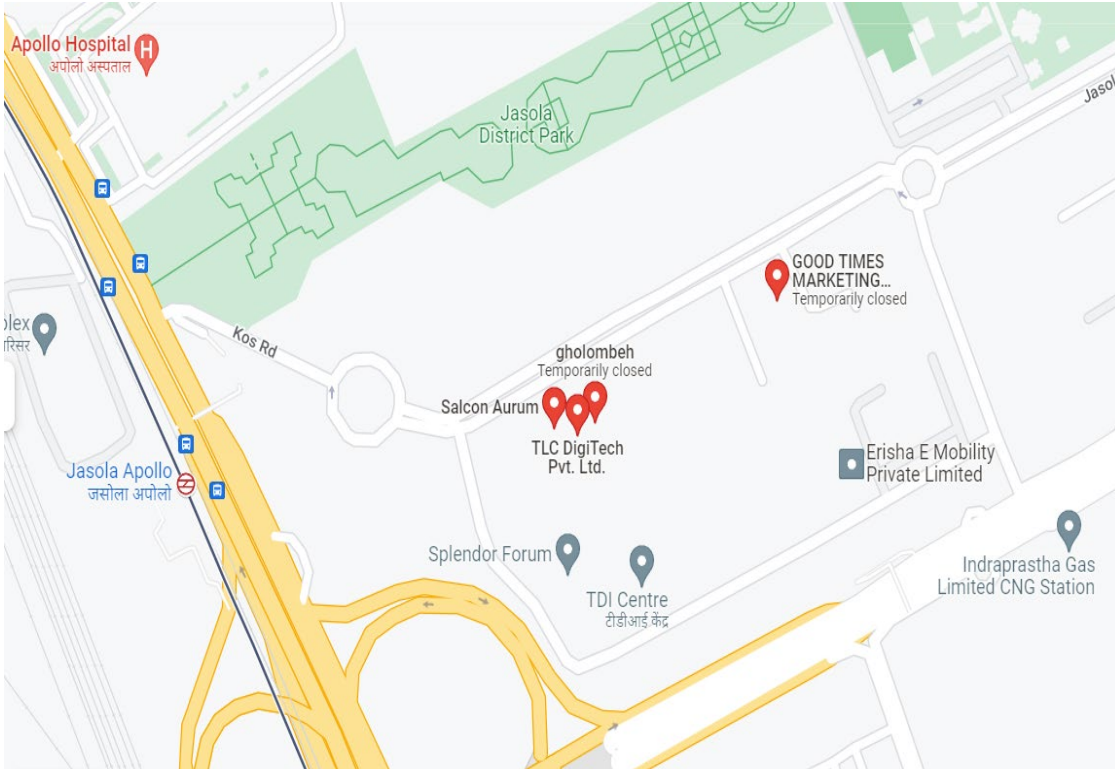 Apollo Hospital
अपोलो अस्पताल
H
Jasola
District Park
Jasol
GOOD TIMES
MARKETING...
Temporarily closed
plex
रिसर
Kos Rd
gholombeh
Temporarily closed
Salcon Aurum
TLC DigiTech
Pvt. Ltd.
Erisha E Mobility
Private Limited
Jasola Apollo
जसोला अपोलो
Splendor Forum
TDI Centre
टीडीआई केंद्र
Indraprastha Gas
Limited CNG Station